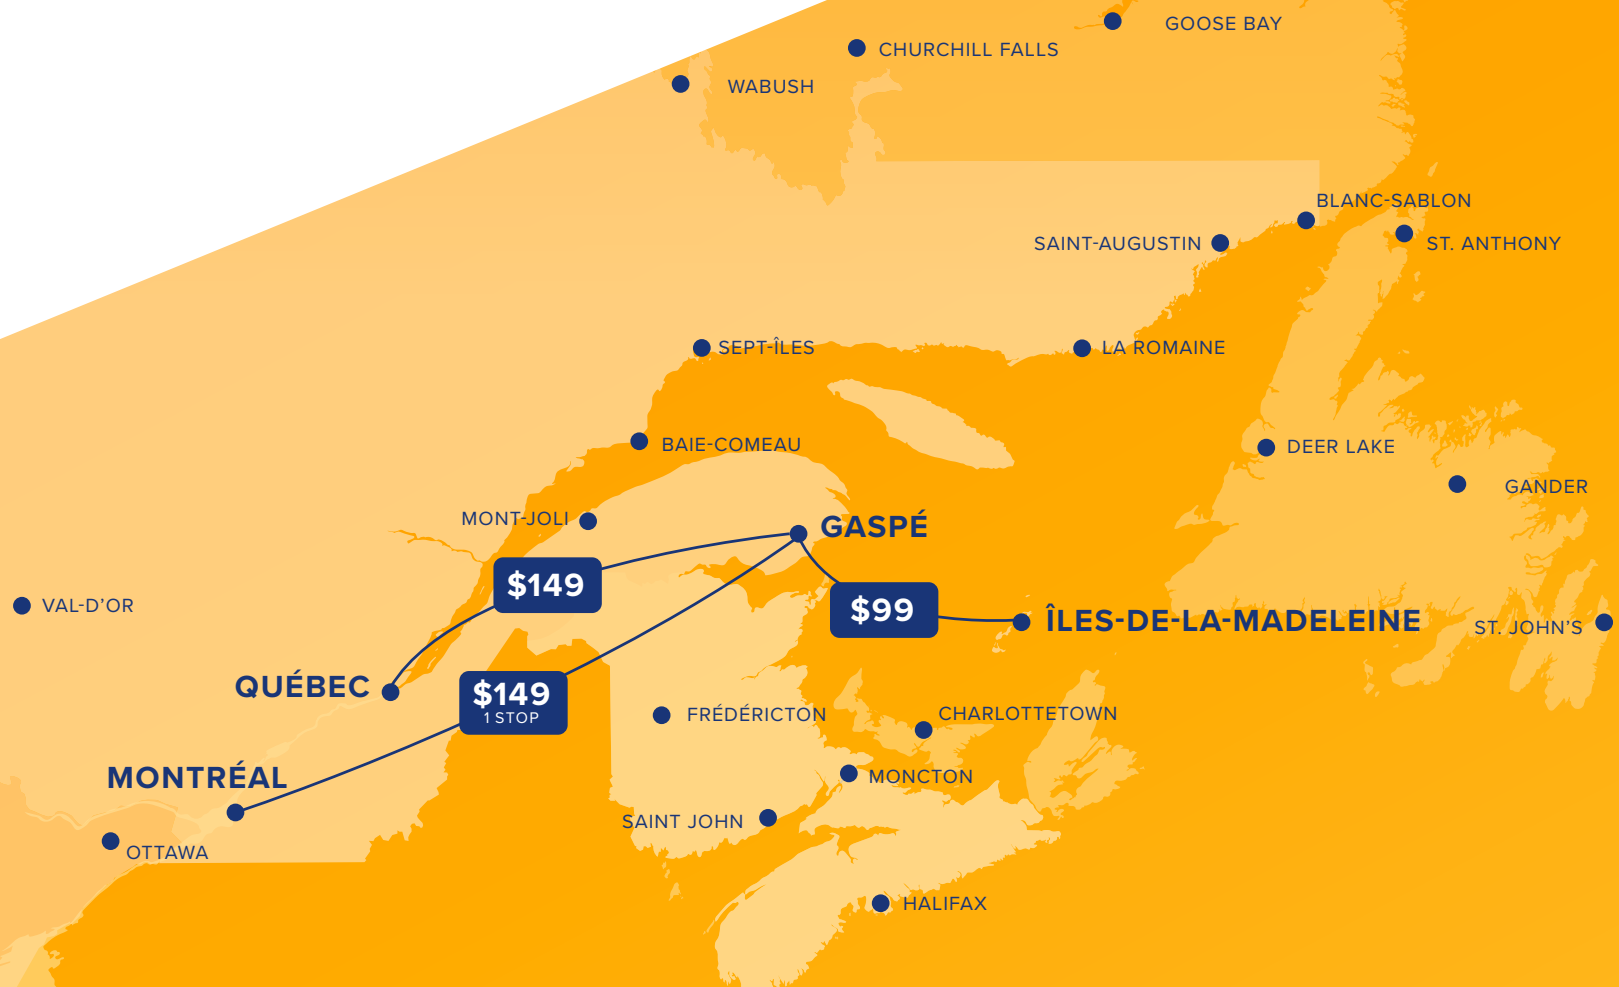 GOOSE BAY
CHURCHILL FALLS
WABUSH
BLANC-SABLON
SAINT-AUGUSTIN
ST. ANTHONY
SEPT-ÎLES
LA ROMAINE
BAIE-COMEAU
DEER LAKE
GANDER
MONT-JOLI
GASPÉ
$149
VAL-D'OR
$99
ÎLES-DE-LA-MADELEINE
ST. JOHN'S
QUÉBEC
$149
1 STOP
FRÉDÉRICTON
CHARLOTTETOWN
MONTRÉAL
MONCTON
SAINT JOHN
OTTAWA
HALIFAX